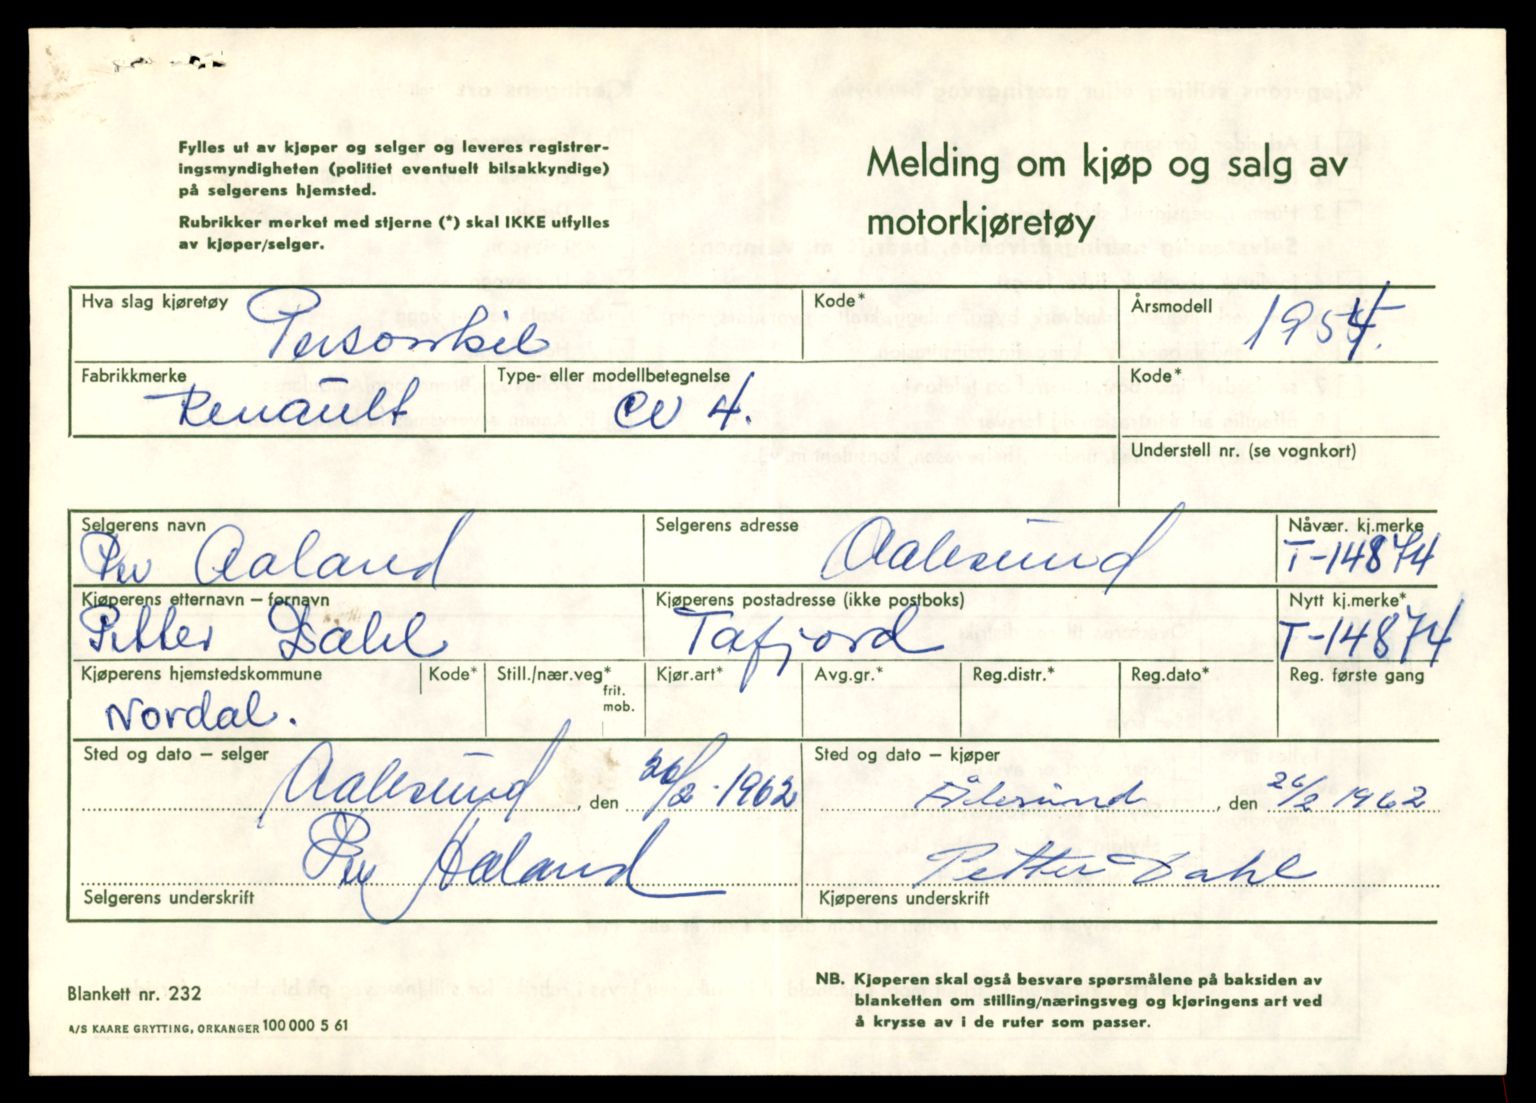 Fylles ut av kjøper og selger og leveres registrer-
ingsmyndigheten (politiet eventuelt bilsakkyndige)
på selgerens hjemsted.
Rubrikker merket med stjerne (*) skal IKKE utfylles
av kjøper/selger.
Melding om kjøp og salg av
motorkjøretøy
Hva slag kjøretøy Personbil Kode* Årsmodell 1954.
Fabrikkmerke Renault Type- eller modellbetegnelse CV 4. Kode*
Understell nr. (se vognkort)
Selgerens navn Per Aaland Selgerens adresse Aalesund Nåvær. kj.merke T-14874
Kjøperens etternavn – fornavn Petter Dahl Kjøperens postadresse (ikke postboks) Tafjord Nytt kj.merke* T-14874
Kjøperens hjemstedskommune Nordal. Kode* Still./nær.veg* frit. mob. Kjør.art* Avg.gr.* Reg.distr.* Reg.dato* Reg. første gang
Sted og dato – selger Aalesund, den 26/2-1962 Sted og dato – kjøper Ålesund, den 26/2 1962
Selgerens underskrift Per Aaland Kjøperens underskrift Petter Dahl
Blankett nr. 232
A/S KAARE GRYTTING, ORKANGER 100 000 5 61
NB. Kjøperen skal også besvare spørsmålene på baksiden av
blanketten om stilling/næringsveg og kjøringens art ved
å krysse av i de ruter som passer.